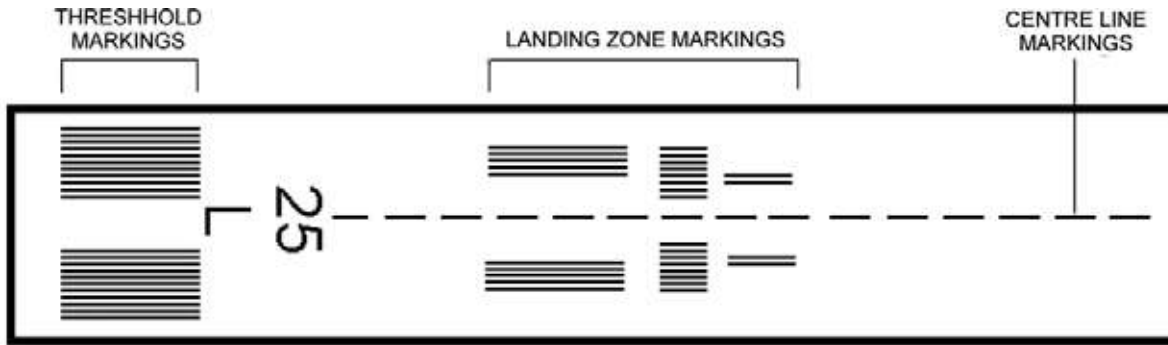 THRESHHOLD
MARKINGS
LANDING ZONE MARKINGS
CENTRE LINE
MARKINGS
25
L